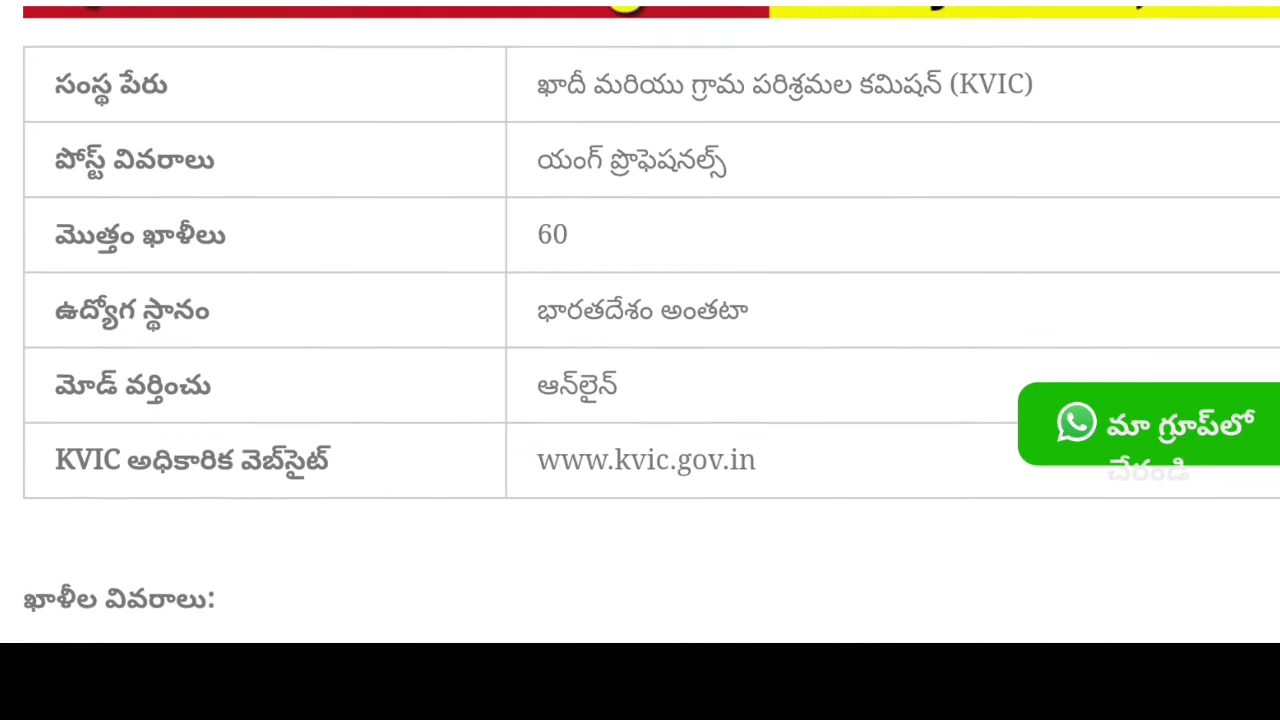 సంస్థ పేరు ఖాదీ మరియు గ్రామ పరిశ్రమల కమిషన్ (KVIC)
పోస్ట్ వివరాలు యంగ్ ప్రొఫెషనల్స్
మొత్తం ఖాళీలు 60
ఉద్యోగ స్థానం భారతదేశం అంతటా
మోడ్ వర్తించు ఆన్‌లైన్
KVIC అధికారిక వెబ్‌సైట్ www.kvic.gov.in
మా గ్రూప్‌లో
చేరండి
ఖాళీల వివరాలు: